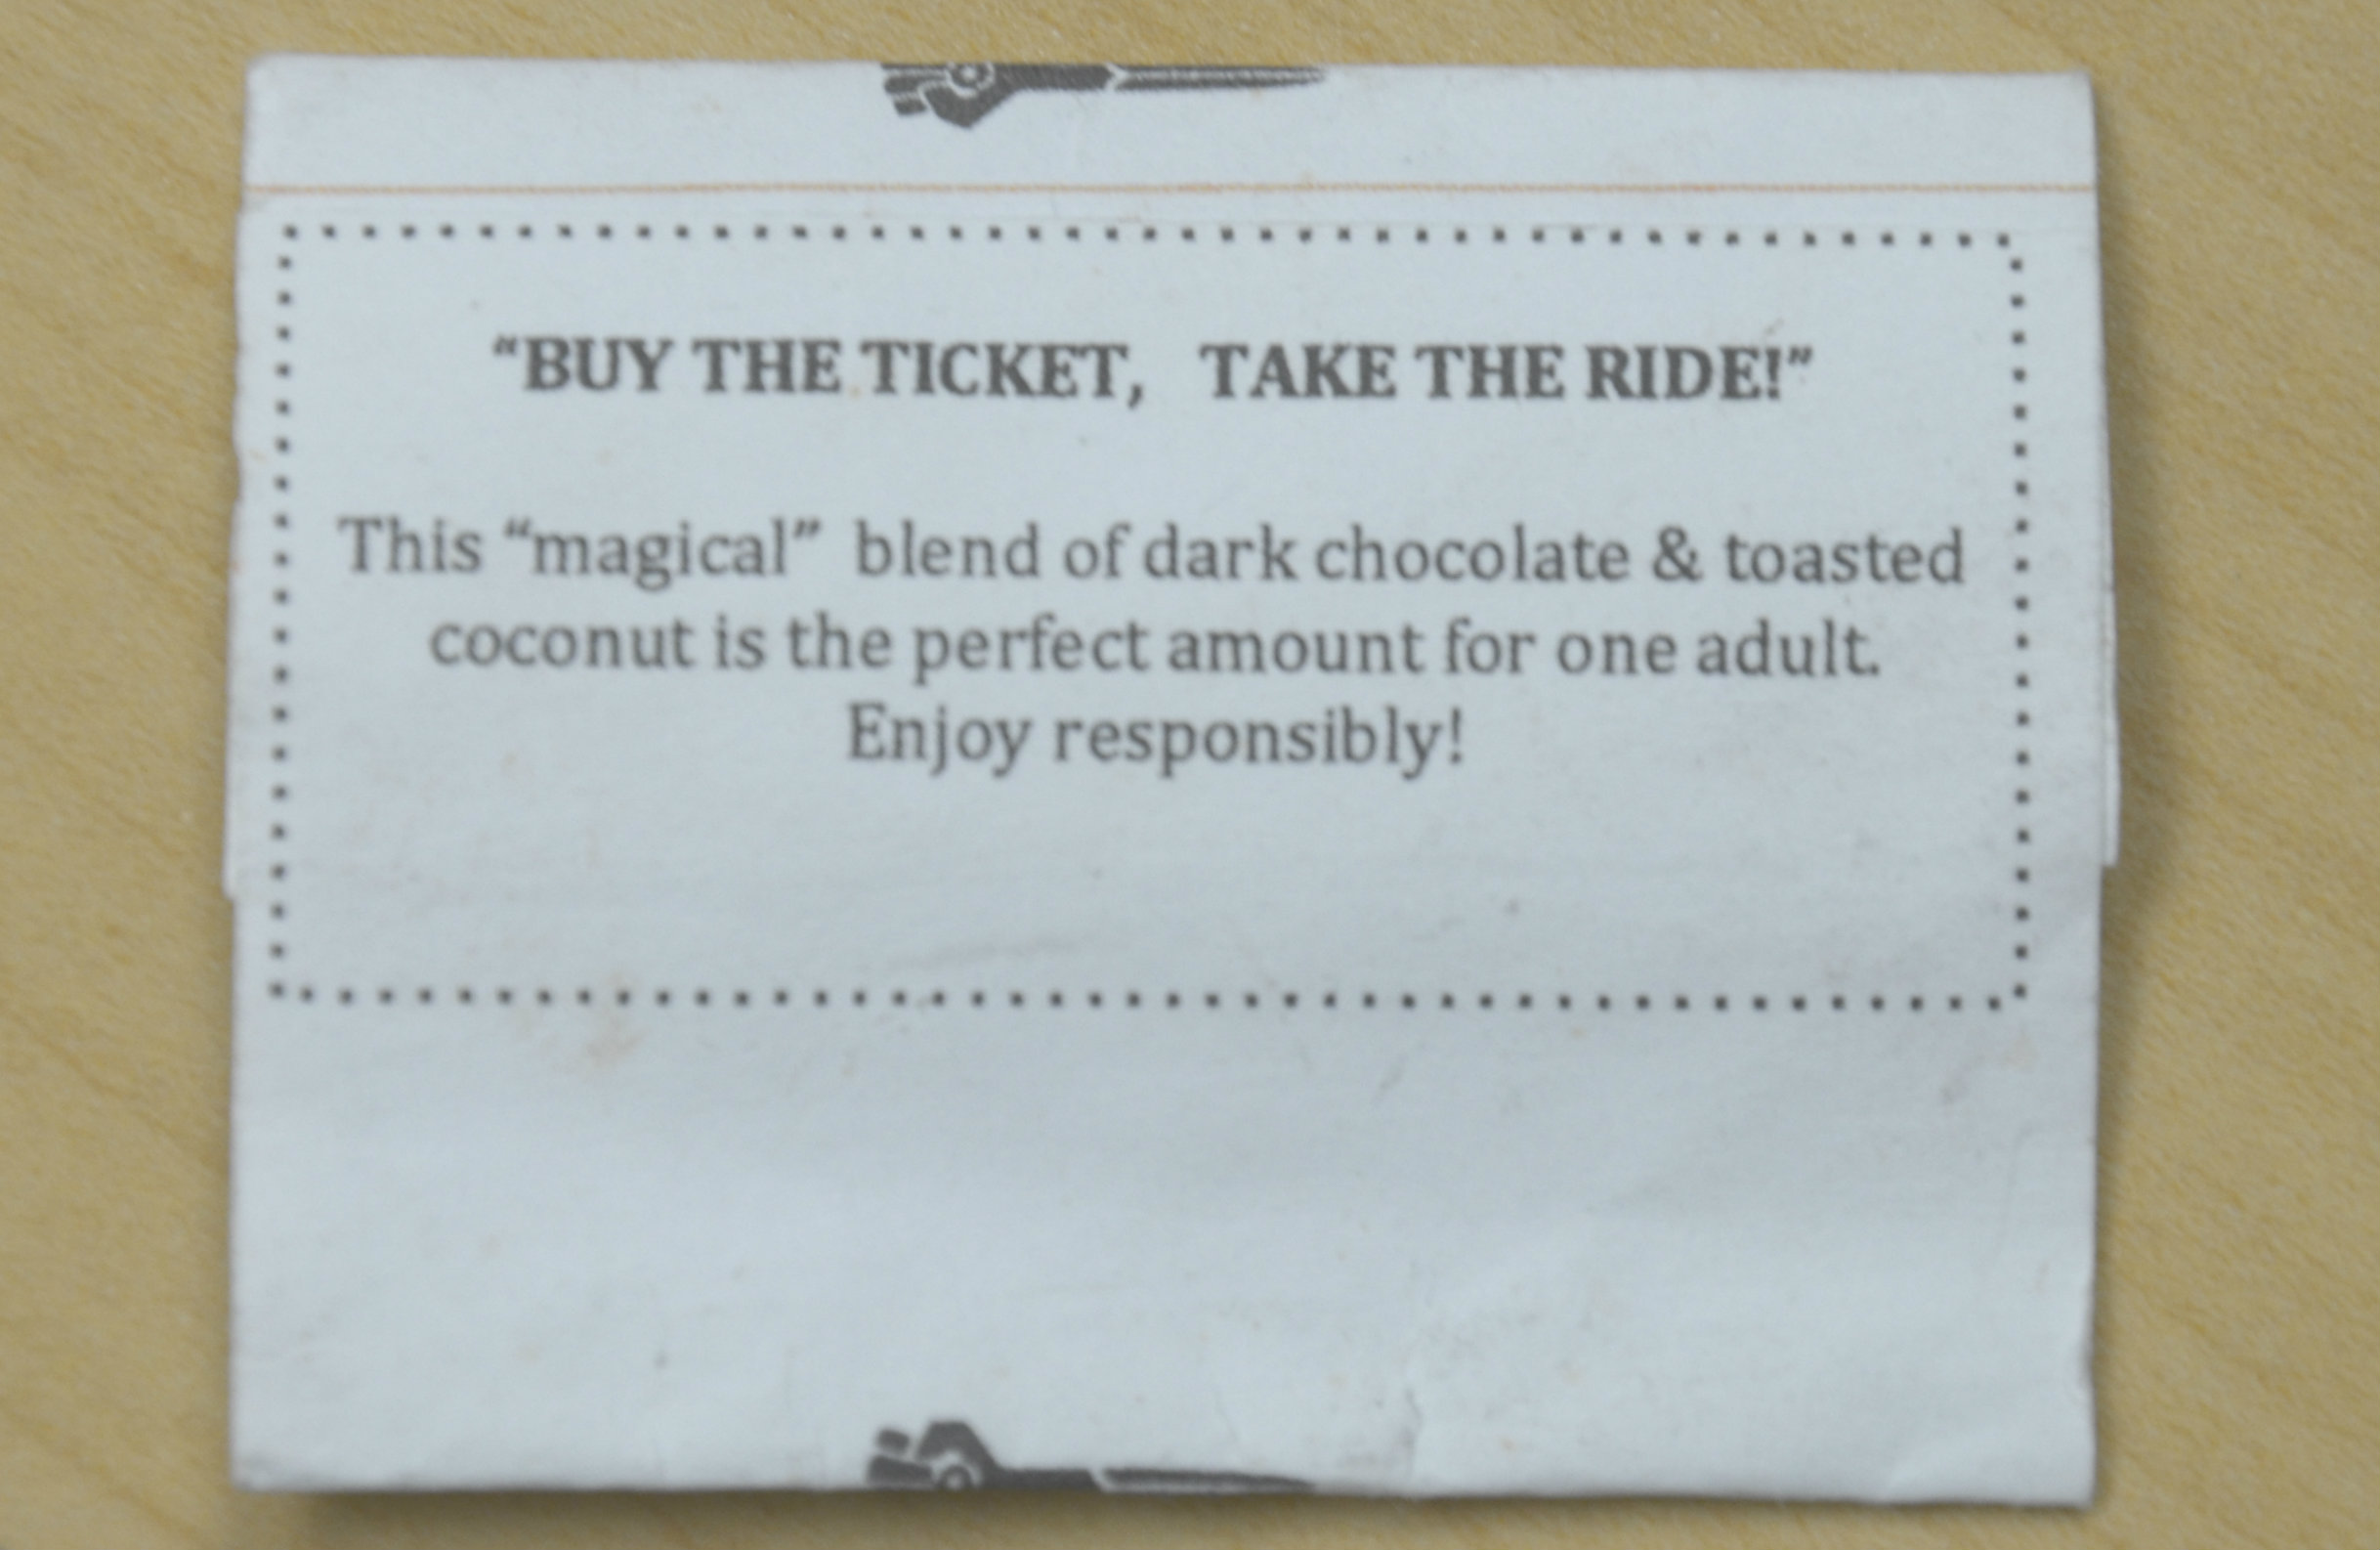 “BUY THE TICKET, TAKE THE RIDE!”
This “magical” blend of dark chocolate & toasted
coconut is the perfect amount for one adult.
Enjoy responsibly!